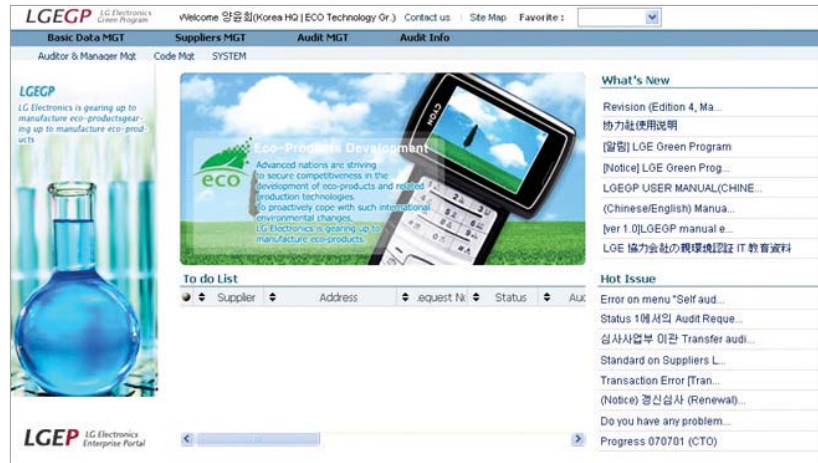 LGEGP LG Electronics Green Program
Welcome 양윤희(Korea HQ | ECO Technology Gr.) Contact us | Site Map Favorite :
Basic Data MGT Suppliers MGT Audit MGT Audit Info
Auditor & Manager Mgt Code Mgt SYSTEM
LGEGP
LG Electronics is gearing up to
manufacture eco-productsgear-
ing up to manufacture eco-prod-
ucts
CYON
Eco-Products Development
eco
Advanced nations are striving
to secure competitiveness in the
development of eco-products and related
production technologies.
To proactively cope with such international
environmental changes,
LG Electronics is gearing up to
manufacture eco-products.
To do List
Supplier Address .equest Nu Status Auc
LGEP LG Electronics Enterprise Portal
What's New
Revision (Edition 4, Ma...
协力社使用说明
[알림] LGE Green Program
[Notice] LGE Green Prog...
LGEGP USER MANUAL(CHINE...
(Chinese/English) Manua...
[ver 1.0]LGEGP manual e...
LGE 協力会社の親環境認証 IT 教育資料
Hot Issue
Error on menu "Self aud...
Status 1에서의 Audit Reque...
심사사업부 이관 Transfer audi...
Standard on Suppliers L...
Transaction Error [Tran...
(Notice) 갱신심사 (Renewal)...
Do you have any problem...
Progress 070701 (CTO)